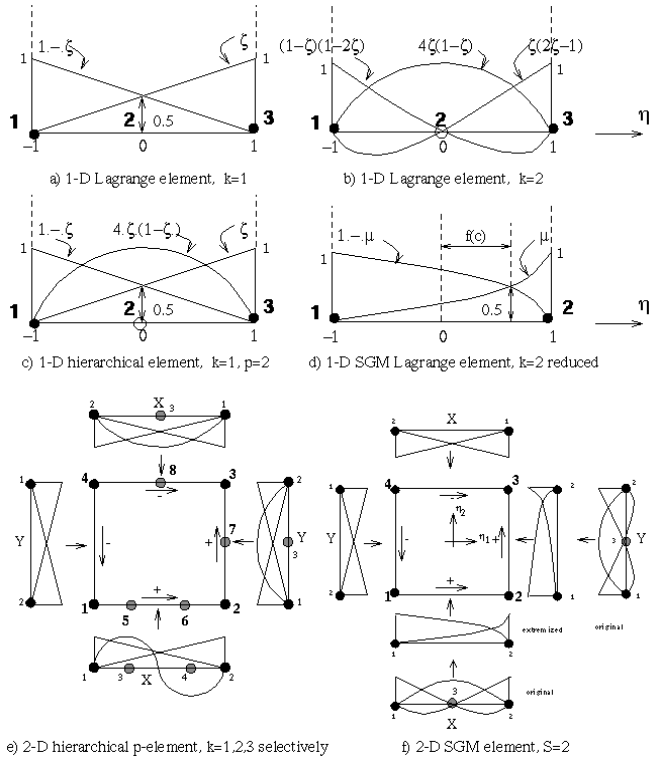 1.-.ζ
ζ
1
1
1
2
0.5
3
-1
0
1
a) 1-D Lagrange element, k=1
(1-ζ)(1-2ζ)
4ζ(1-ζ)
ζ(2ζ-1)
1
1
1
2
3
η
-1
0
1
b) 1-D Lagrange element, k=2
1.-.ζ
4.ζ.(1-ζ.)
ζ
1
1
1
2
0.5
3
-1
0
1
c) 1-D hierarchical element, k=1, p=2
1.-.μ
f(c)
μ
1
1
1
0.5
2
η
-1
0
1
d) 1-D SGM Lagrange element, k=2 reduced
2
X
3
1
8
4
3
1
Y
2
-
-
+
7
+
2
Y
3
1
1
5
6
2
1
3
X
4
2
e) 2-D hierarchical p-element, k=1,2,3 selectively
2
X
1
4
3
1
Y
2
-
-
η2
η1
+
+
1
2
2
1
2
3
Y
1
extremized
original
1
2
3
original
1
X
2
f) 2-D SGM element, S=2